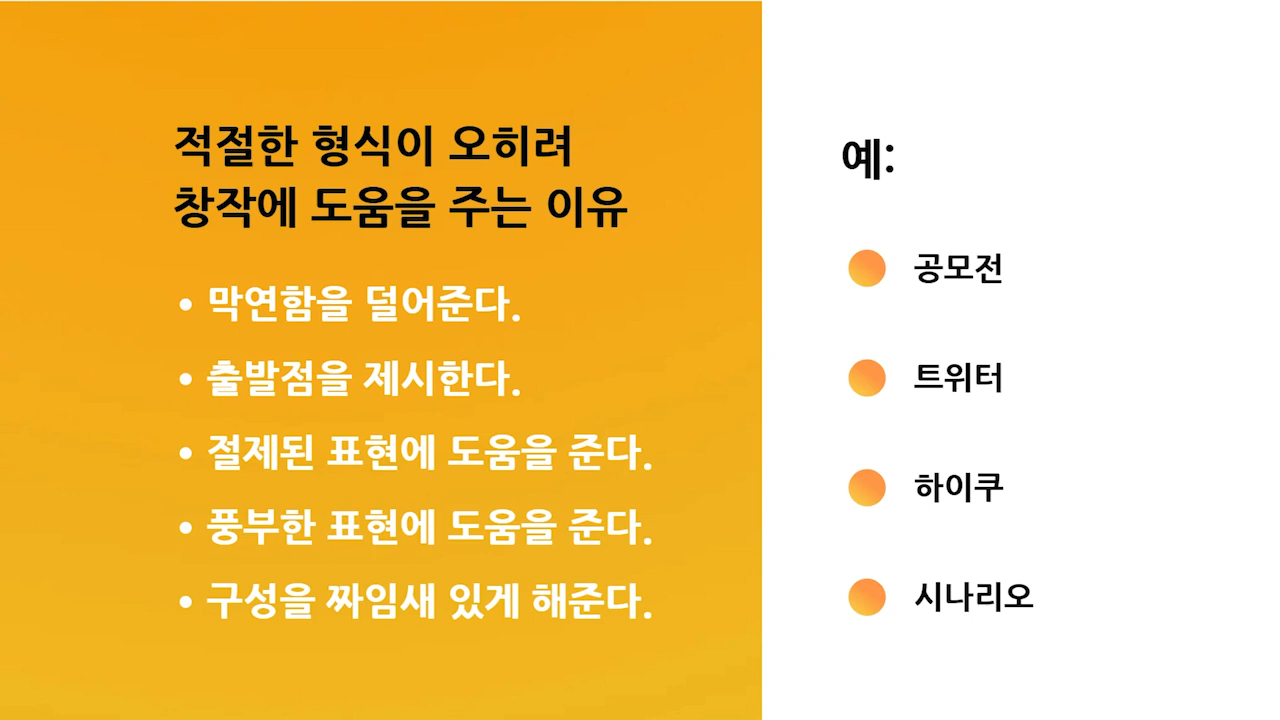 적절한 형식이 오히려
창작에 도움을 주는 이유
• 막연함을 덜어준다.
• 출발점을 제시한다.
• 절제된 표현에 도움을 준다.
• 풍부한 표현에 도움을 준다.
• 구성을 짜임새 있게 해준다.
예:
공모전
트위터
하이쿠
시나리오